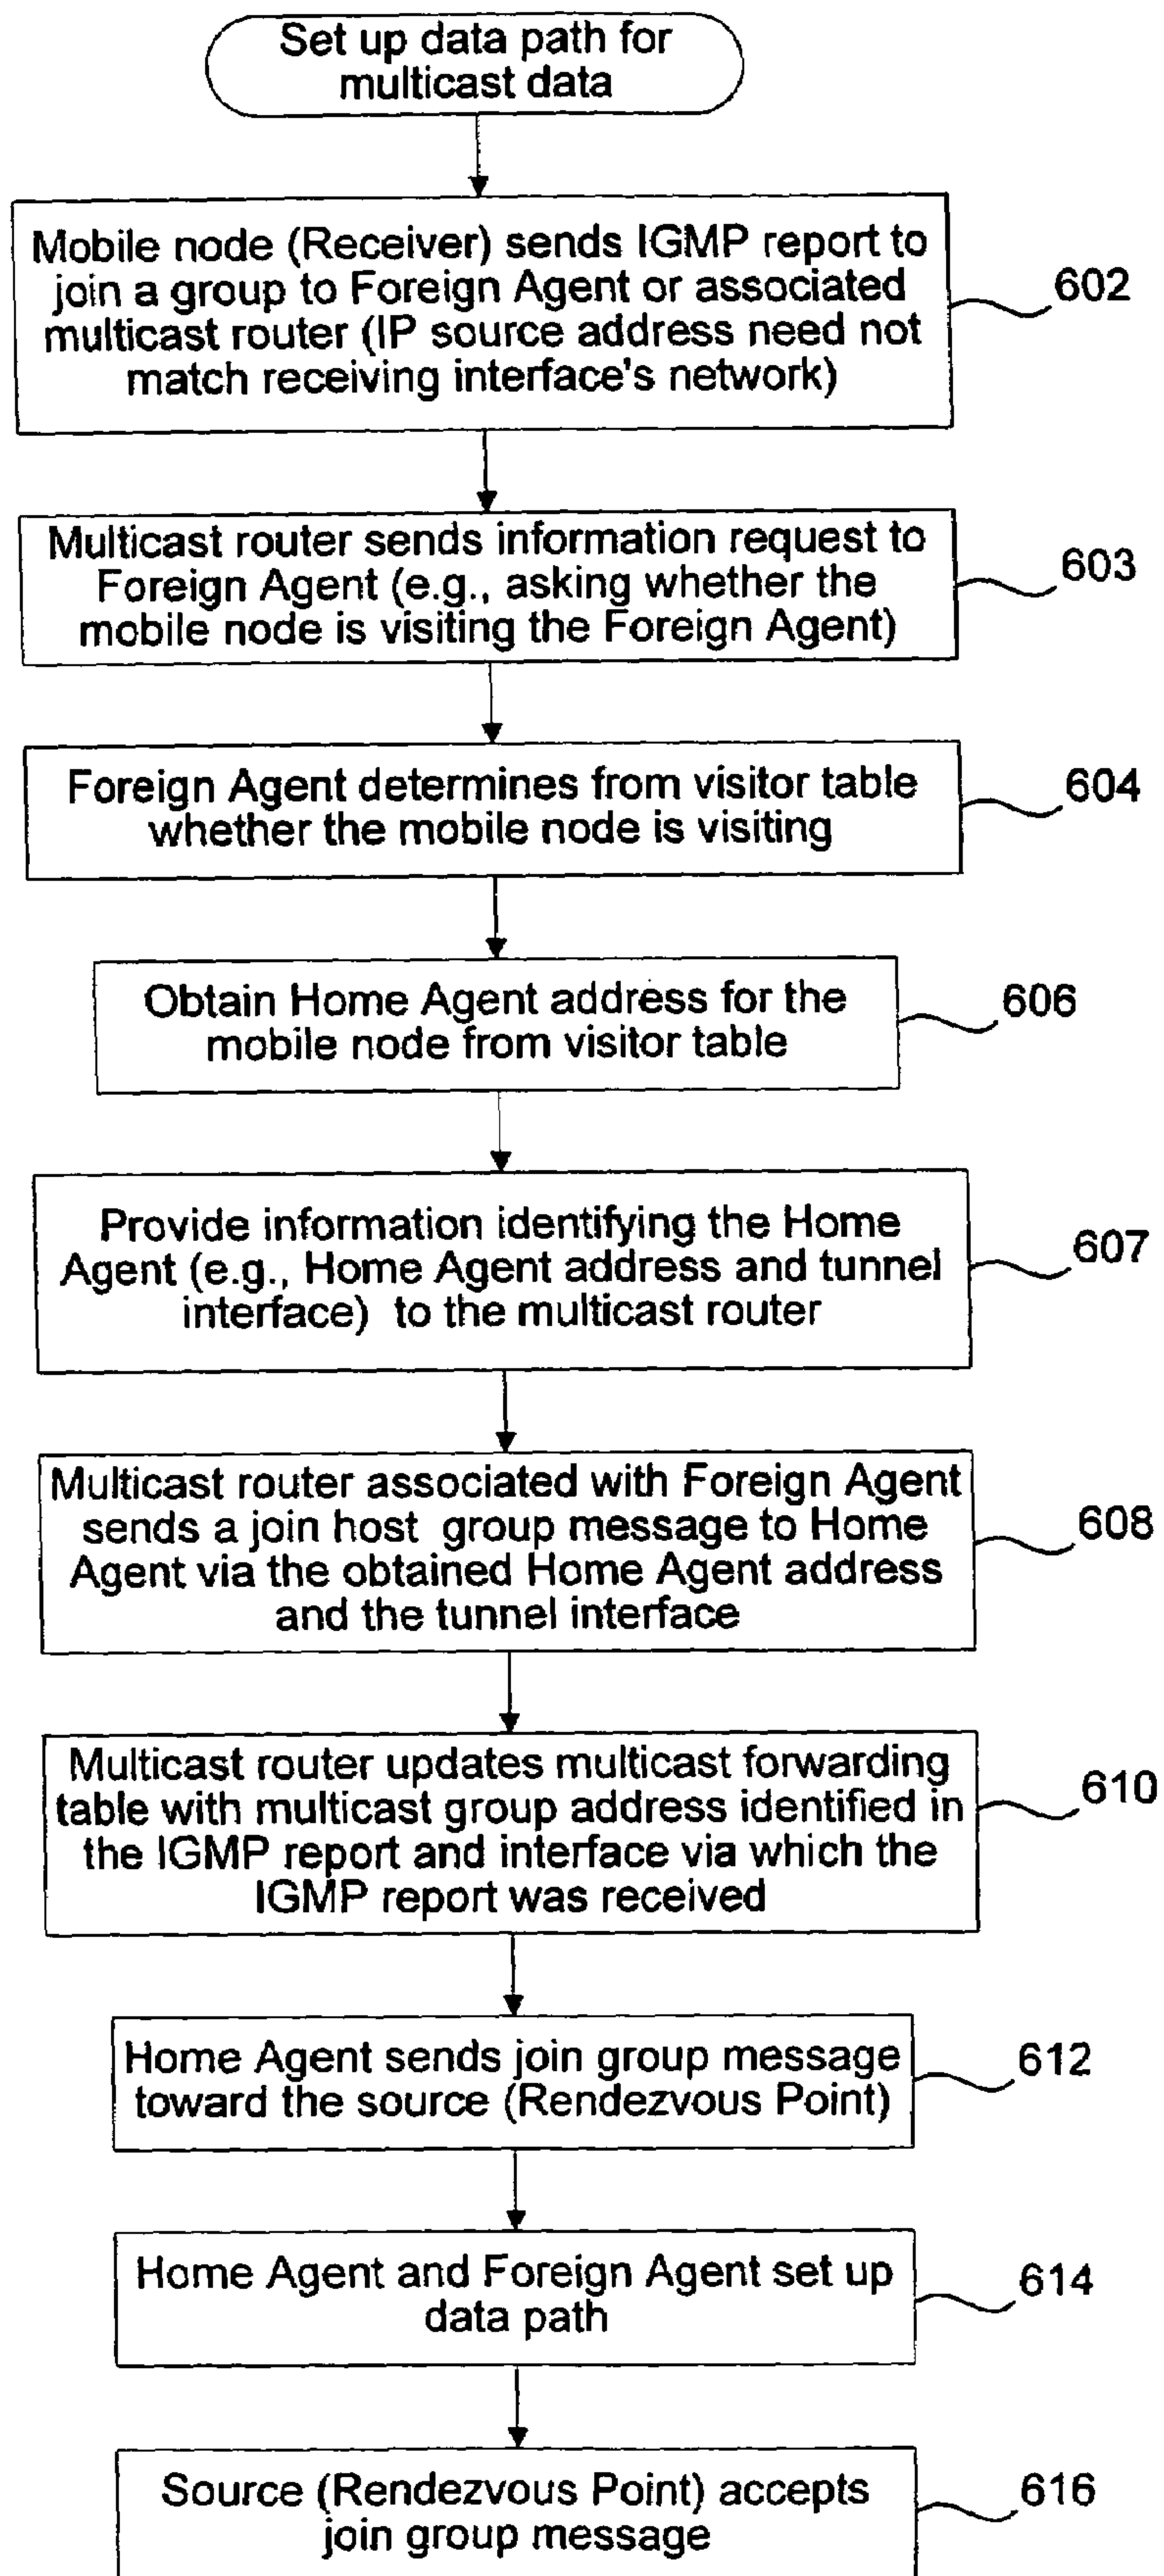 Set up data path for
multicast data
Mobile node (Receiver) sends IGMP report to
join a group to Foreign Agent or associated
multicast router (IP source address need not
match receiving interface's network)
602
Multicast router sends information request to
Foreign Agent (e.g., asking whether the
mobile node is visiting the Foreign Agent)
603
Foreign Agent determines from visitor table
whether the mobile node is visiting
604
Obtain Home Agent address for the
mobile node from visitor table
606
Provide information identifying the Home
Agent (e.g., Home Agent address and tunnel
interface) to the multicast router
607
Multicast router associated with Foreign Agent
sends a join host group message to Home
Agent via the obtained Home Agent address
and the tunnel interface
608
Multicast router updates multicast forwarding
table with multicast group address identified in
the IGMP report and interface via which the
IGMP report was received
610
Home Agent sends join group message
toward the source (Rendezvous Point)
612
Home Agent and Foreign Agent set up
data path
614
Source (Rendezvous Point) accepts
join group message
616